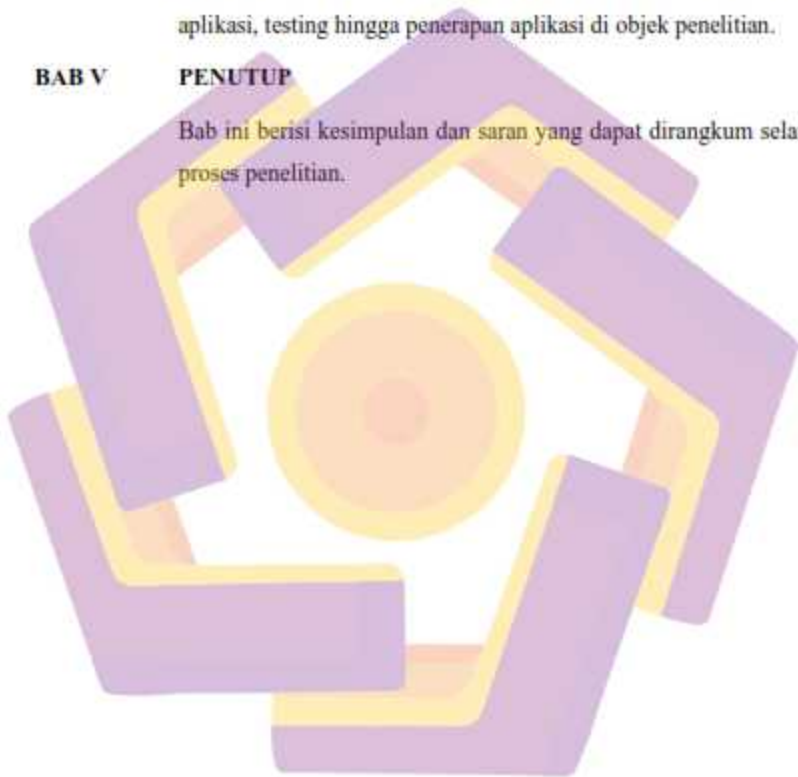 aplikasi, testing hingga penerapan aplikasi di objek penelitian.
BAB V PENUTUP
Bab ini berisi kesimpulan dan saran yang dapat dirangkum sela
proses penelitian.